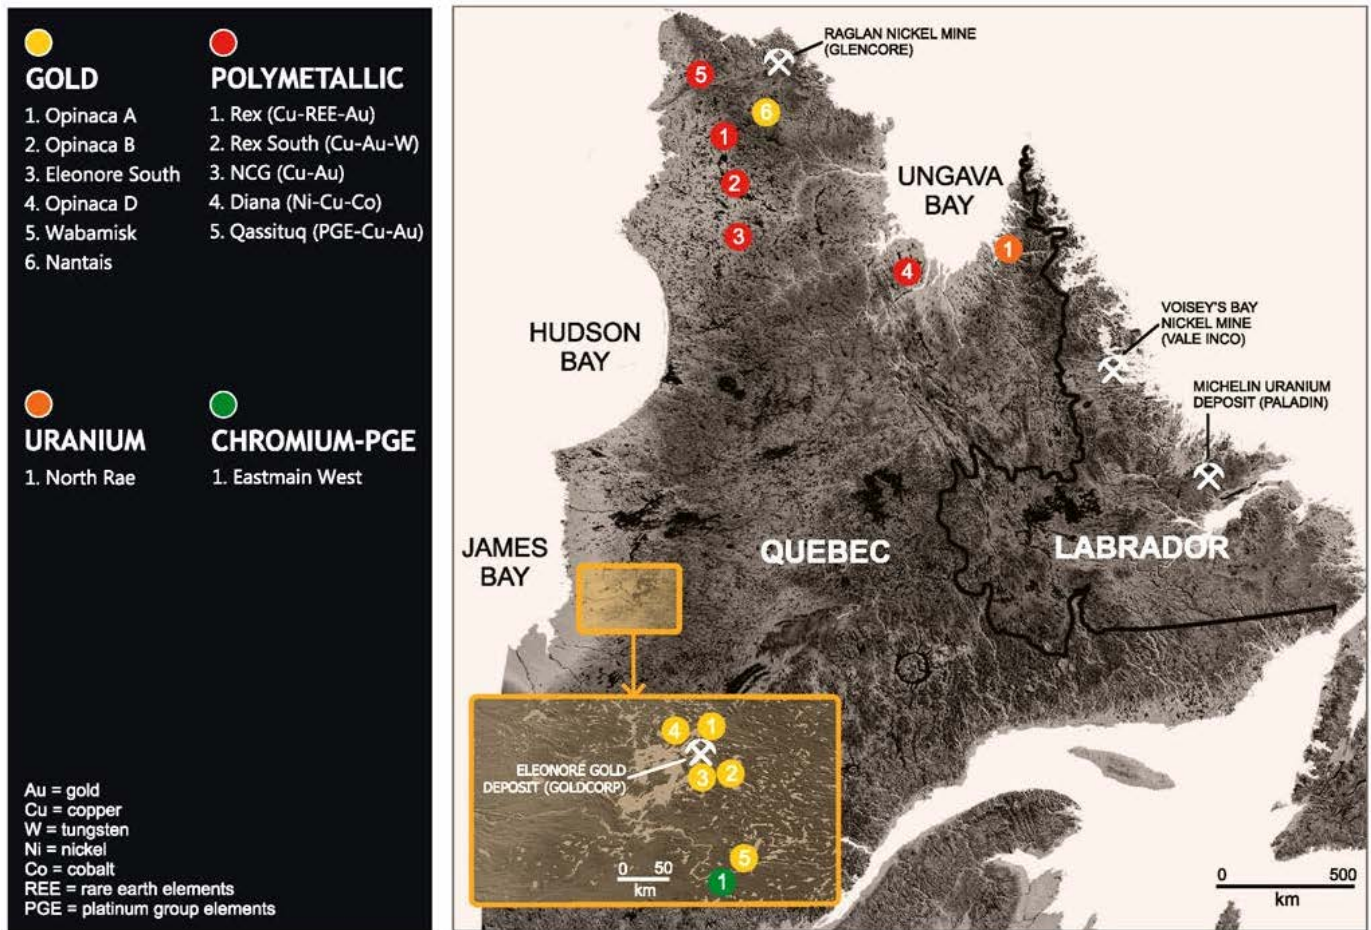 GOLD
1. Opinaca A
2. Opinaca B
3. Eleonore South
4. Opinaca D
5. Wabamisk
6. Nantais
POLYMETALLIC
1. Rex (Cu-REE-Au)
2. Rex South (Cu-Au-W)
3. NCG (Cu-Au)
4. Diana (Ni-Cu-Co)
5. Qassituq (PGE-Cu-Au)
URANIUM
1. North Rae
CHROMIUM-PGE
1. Eastmain West
Au = gold
Cu = copper
W = tungsten
Ni = nickel
Co = cobalt
REE = rare earth elements
PGE = platinum group elements
RAGLAN NICKEL MINE
(GLENCORE)
5
6
1
2
3
UNGAVA
BAY
1
4
HUDSON
BAY
VOISEY'S BAY
NICKEL MINE
(VALE INCO)
MICHELIN URANIUM
DEPOSIT (PALADIN)
JAMES
BAY
QUEBEC
LABRADOR
4
1
ELEONORE GOLD
DEPOSIT (GOLDCORP)
3
2
5
1
0 50
km
0 500
km